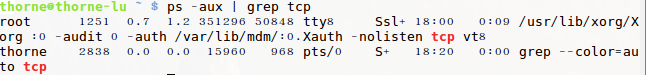 thorne@thorne-lu ~ $ ps -aux | grep tcp
root      1251  0.7  1.2 351296 50848 tty8     Ssl+ 18:00   0:09 /usr/lib/xorg/X
org :0 -audit 0 -auth /var/lib/mdm/:0.Xauth -nolisten tcp vt8
thorne    2838  0.0  0.0  15960   968 pts/0    S+   18:20   0:00 grep --color=au
to tcp